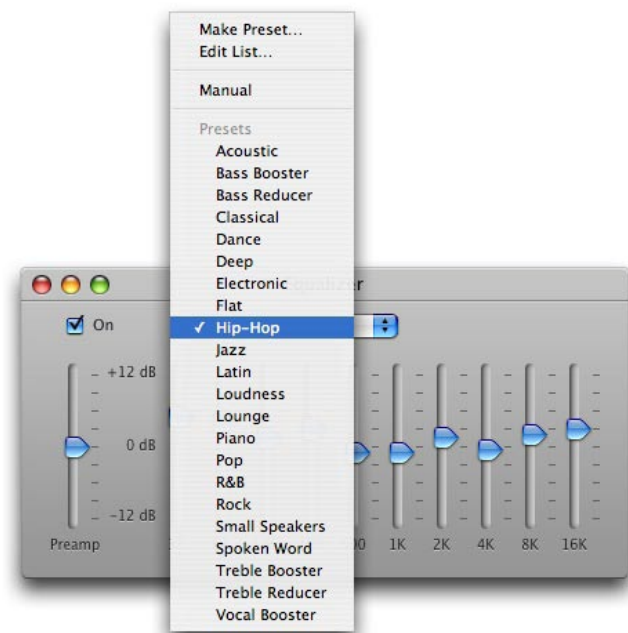 Make Preset...
Edit List...
Manual
Presets
Acoustic
Bass Booster
Bass Reducer
Classical
Dance
Deep
Electronic
Flat
✓ Hip-Hop
Jazz
Latin
Loudness
Lounge
Piano
Pop
R&B
Rock
Small Speakers
Spoken Word
Treble Booster
Treble Reducer
Vocal Booster
On
+12 dB
0 dB
-12 dB
Preamp
1K 2K 4K 8K 16K